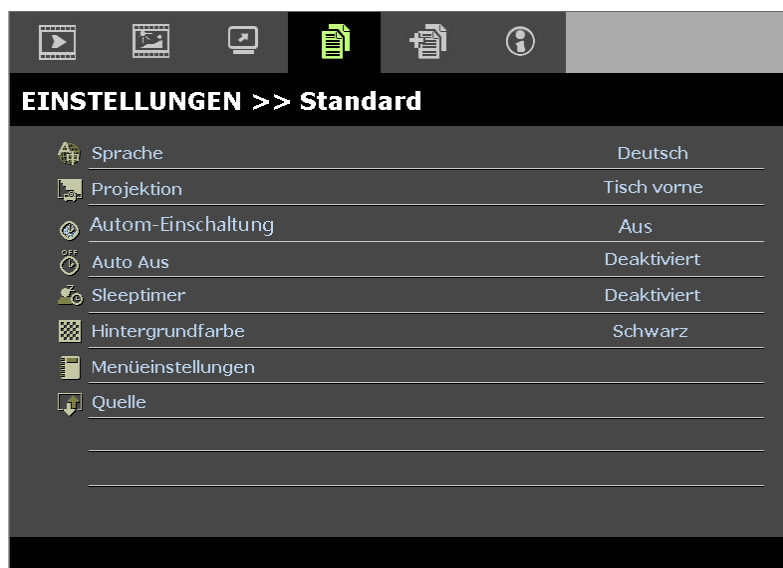 EINSTELLUNGEN >> Standard
Sprache Deutsch
Projektion Tisch vorne
Autom-Einschaltung Aus
Auto Aus Deaktiviert
Sleeptimer Deaktiviert
Hintergrundfarbe Schwarz
Menüeinstellungen
Quelle